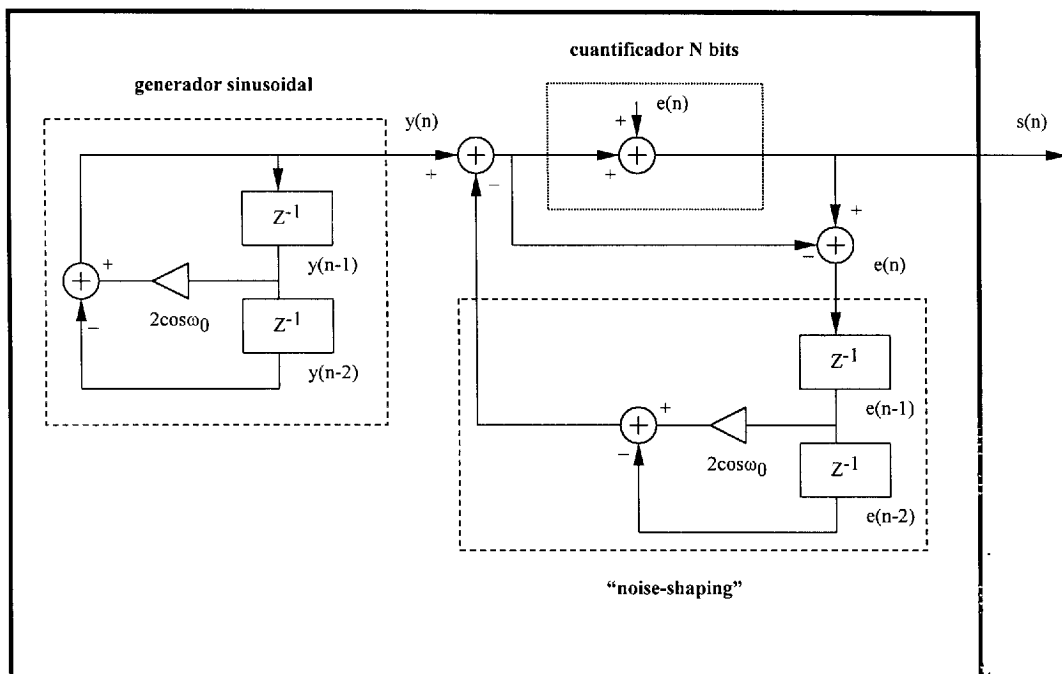 cuantificador N bits
generador sinusoidal
e(n)
y(n)
s(n)
+
+
+
+
−
Z-1
+
y(n-1)
+
−
+
e(n)
2cosω0
−
Z-1
y(n-2)
Z-1
e(n-1)
+
+
−
2cosω0
Z-1
e(n-2)
“noise-shaping”